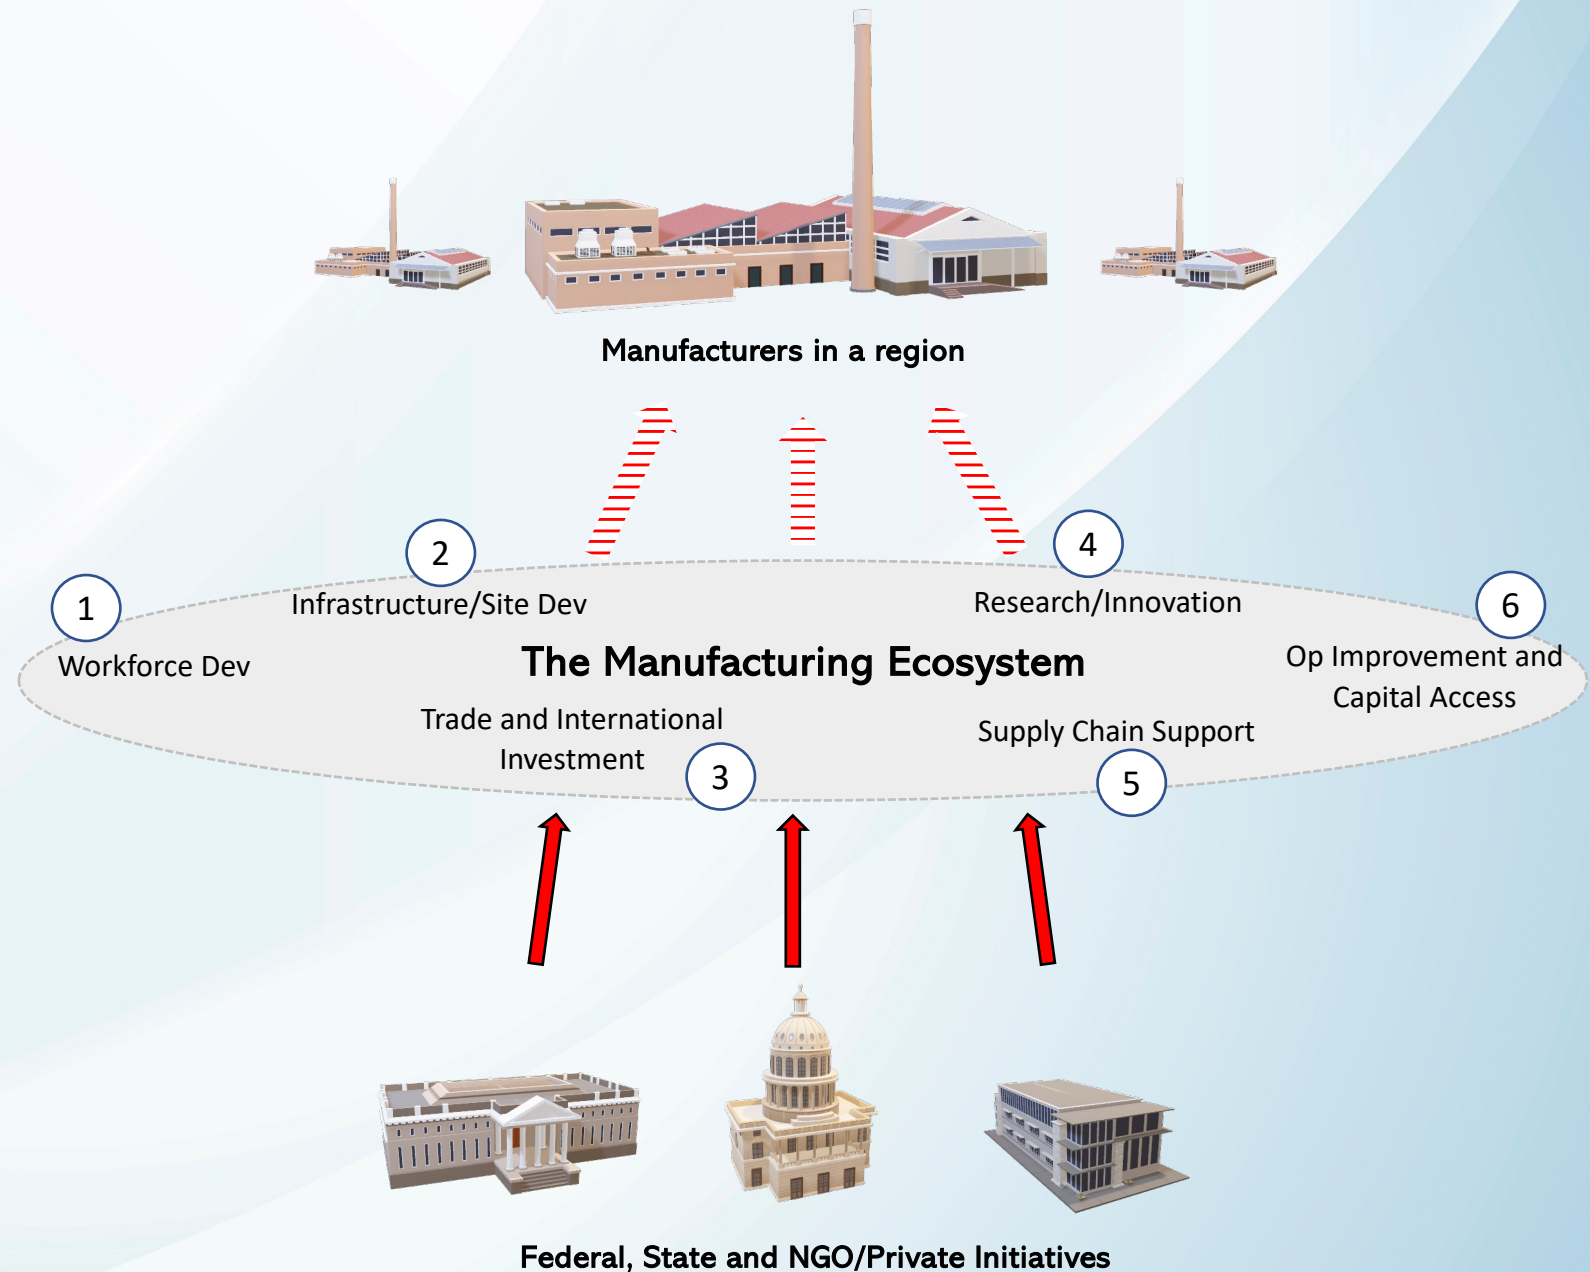 Manufacturers in a region
1
Workforce Dev
2
Infrastructure/Site Dev
4
Research/Innovation
6
Op Improvement and
Capital Access
The Manufacturing Ecosystem
Trade and International
Investment
3
Supply Chain Support
5
Federal, State and NGO/Private Initiatives